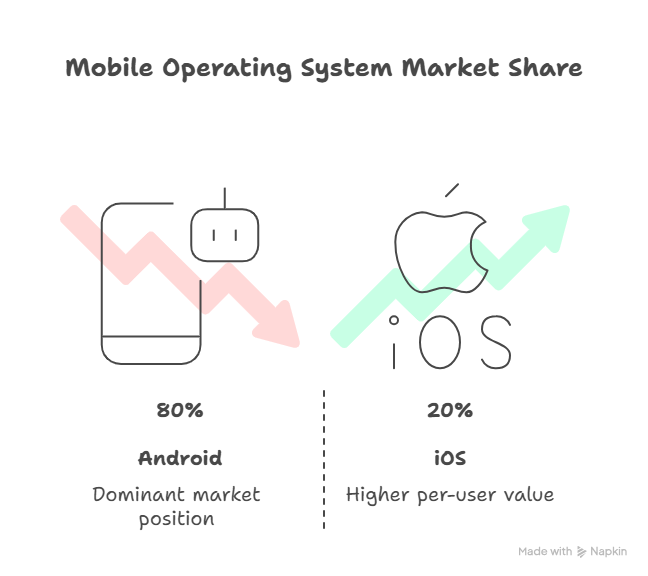 Mobile Operating System Market Share
iOS
80%
20%
Android
iOS
Dominant market
position
Higher per-user value
Made with Napkin